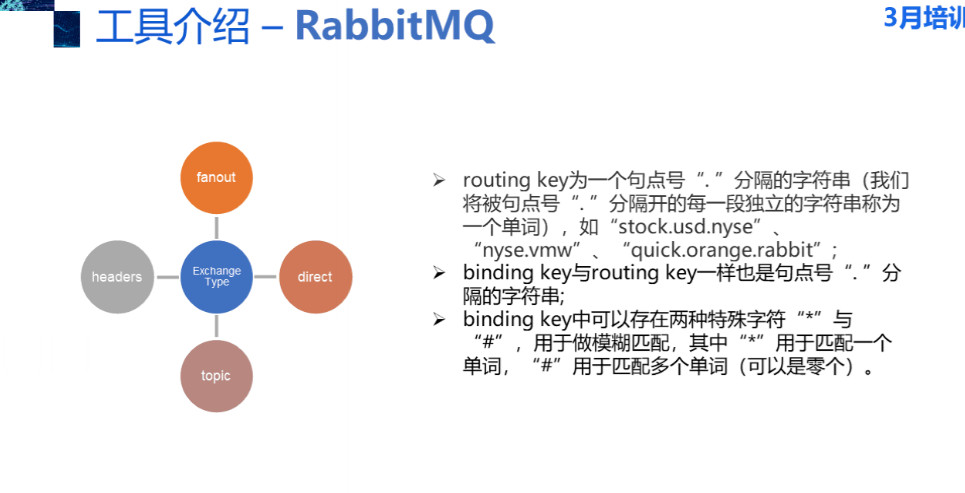 工具介绍 – RabbitMQ
3月培训
fanout
headers
Exchange
Type
direct
topic
➢ routing key为一个句点号“. ”分隔的字符串（我们
将被句点号“. ”分隔开的每一段独立的字符串称为
一个单词），如“stock.usd.nyse”、
“nyse.vmw”、“quick.orange.rabbit”;
➢ binding key与routing key一样也是句点号“. ”分
隔的字符串;
➢ binding key中可以存在两种特殊字符“*”与
“#”，用于做模糊匹配，其中“*”用于匹配一个
单词，“#”用于匹配多个单词（可以是零个）。